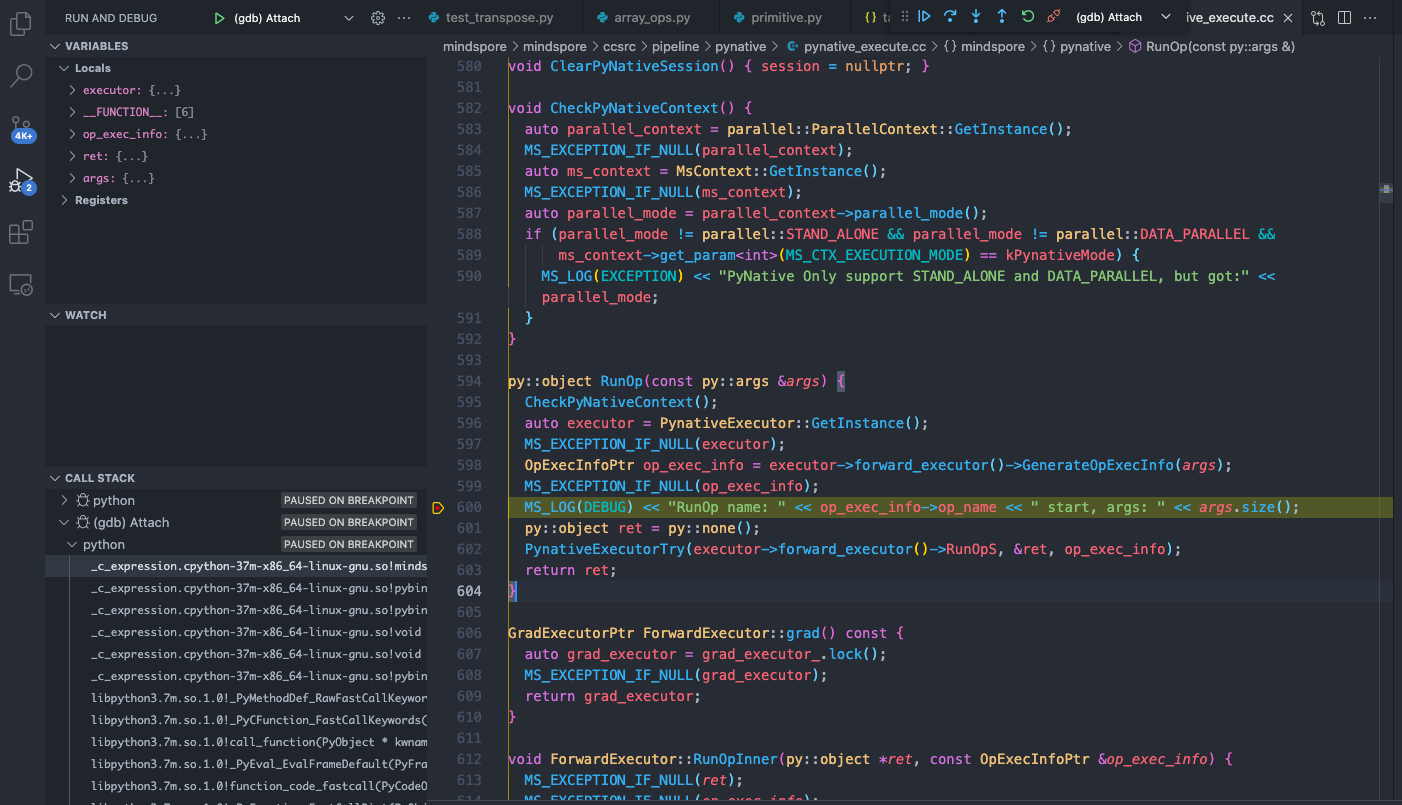 RUN AND DEBUG
(gdb) Attach
test_transpose.py
array_ops.py
primitive.py
{} ta
(gdb) Attach
ive_execute.cc
VARIABLES
Locals
executor: {...}
__FUNCTION__: [6]
op_exec_info: {...}
ret: {...}
args: {...}
Registers
4K+
2
WATCH
CALL STACK
python PAUSED ON BREAKPOINT
(gdb) Attach PAUSED ON BREAKPOINT
python PAUSED ON BREAKPOINT
_c_expression.cpython-37m-x86_64-linux-gnu.so!minds
_c_expression.cpython-37m-x86_64-linux-gnu.so!pybin
_c_expression.cpython-37m-x86_64-linux-gnu.so!pybin
_c_expression.cpython-37m-x86_64-linux-gnu.so!void
_c_expression.cpython-37m-x86_64-linux-gnu.so!void
_c_expression.cpython-37m-x86_64-linux-gnu.so!pybin
libpython3.7m.so.1.0!_PyMethodDef_RawFastCallKeywor
libpython3.7m.so.1.0!_PyCFunction_FastCallKeywords(
libpython3.7m.so.1.0!call_function(PyObject * kwnam
libpython3.7m.so.1.0!_PyEval_EvalFrameDefault(PyFra
libpython3.7m.so.1.0!function_code_fastcall(PyCodeO
mindspore > mindspore > ccsrc > pipeline > pynative > pynative_execute.cc > {} mindspore > {} pynative > RunOp(const py::args &)
580 void ClearPyNativeSession() { session = nullptr; }
581
582 void CheckPyNativeContext() {
583 auto parallel_context = parallel::ParallelContext::GetInstance();
584 MS_EXCEPTION_IF_NULL(parallel_context);
585 auto ms_context = MsContext::GetInstance();
586 MS_EXCEPTION_IF_NULL(ms_context);
587 auto parallel_mode = parallel_context->parallel_mode();
588 if (parallel_mode != parallel::STAND_ALONE && parallel_mode != parallel::DATA_PARALLEL &&
589 ms_context->get_param<int>(MS_CTX_EXECUTION_MODE) == kPynativeMode) {
590 MS_LOG(EXCEPTION) << "PyNative Only support STAND_ALONE and DATA_PARALLEL, but got:" <<
parallel_mode;
591 }
592 }
593
594 py::object RunOp(const py::args &args) {
595 CheckPyNativeContext();
596 auto executor = PynativeExecutor::GetInstance();
597 MS_EXCEPTION_IF_NULL(executor);
598 OpExecInfoPtr op_exec_info = executor->forward_executor()->GenerateOpExecInfo(args);
599 MS_EXCEPTION_IF_NULL(op_exec_info);
600 MS_LOG(DEBUG) << "RunOp name: " << op_exec_info->op_name << " start, args: " << args.size();
601 py::object ret = py::none();
602 PynativeExecutorTry(executor->forward_executor()->RunOpS, &ret, op_exec_info);
603 return ret;
604 }
605
606 GradExecutorPtr ForwardExecutor::grad() const {
607 auto grad_executor = grad_executor_.lock();
608 MS_EXCEPTION_IF_NULL(grad_executor);
609 return grad_executor;
610 }
611
612 void ForwardExecutor::RunOpInner(py::object *ret, const OpExecInfoPtr &op_exec_info) {
613 MS_EXCEPTION_IF_NULL(ret);